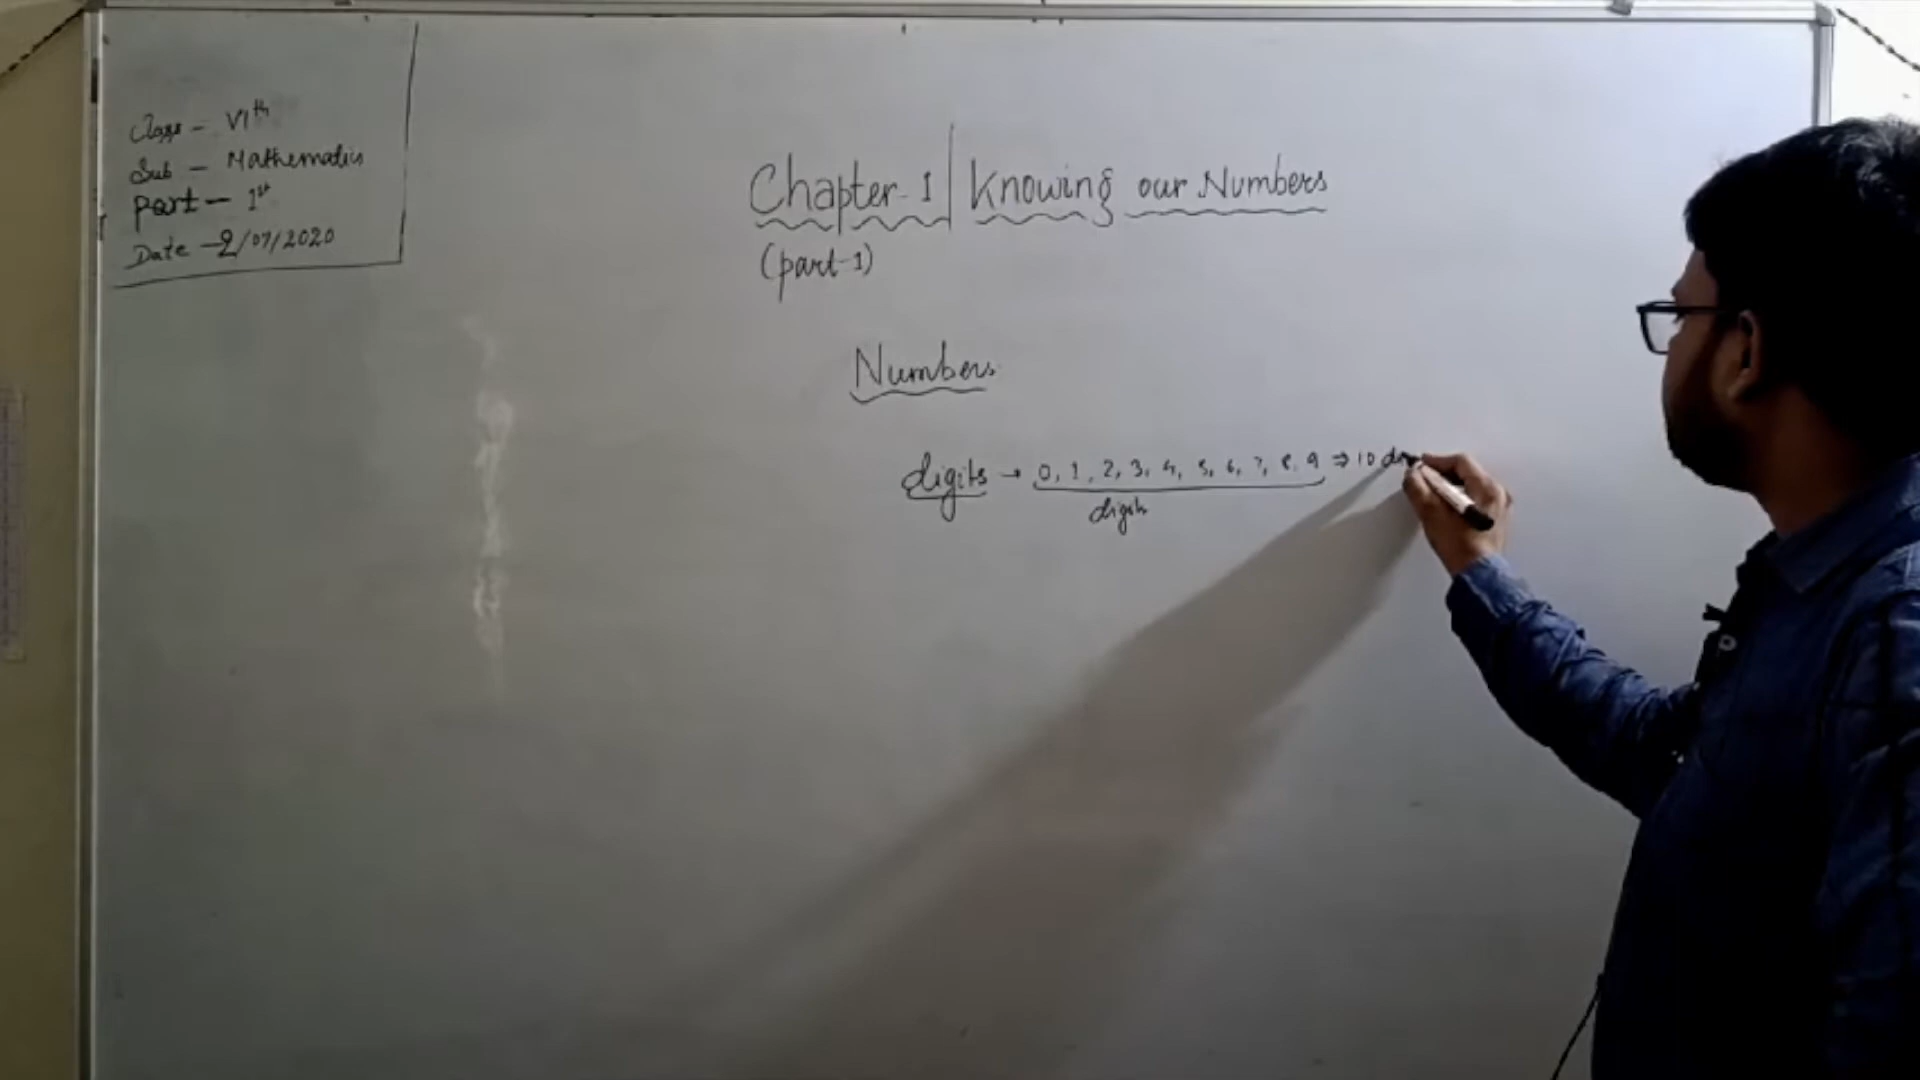 Class - VIth
Sub - Mathematics
part - 1st
Date - 2/07/2020
Chapter-1 | Knowing our Numbers
(part-1)
Numbers
digits → 0, 1, 2, 3, 4, 5, 6, 7, 8, 9 ⇒ 10
digits